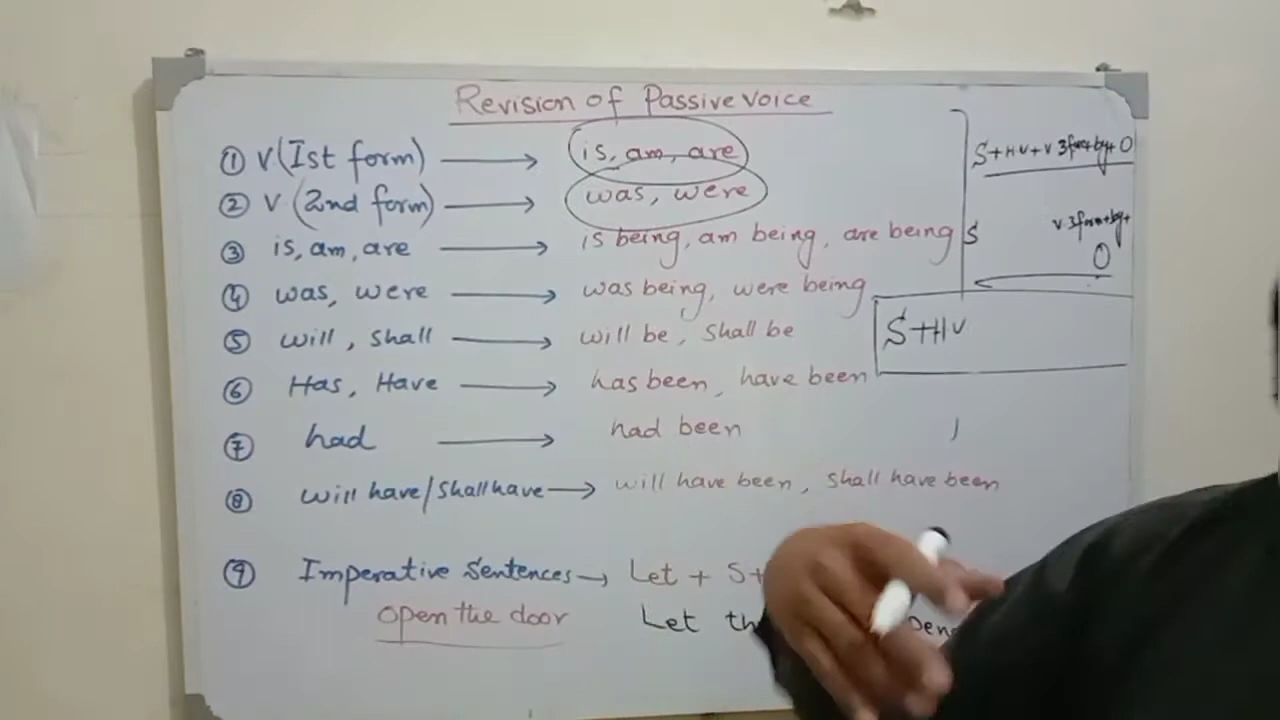 Revision of Passive voice
① V (Ist form) → is, am, are
② V (2nd form) → was, were
③ is, am, are → is being, am being, are being
④ was, were → was being, were being
⑤ will, shall → will be, shall be
⑥ Has, Have → has been, have been
⑦ had → had been
⑧ will have/shall have → will have been, shall have been
⑨ Imperative Sentences → Let + S+
open the door Let
S+HV+V 3form+by+O
S v 3form+by+
O
S+HV